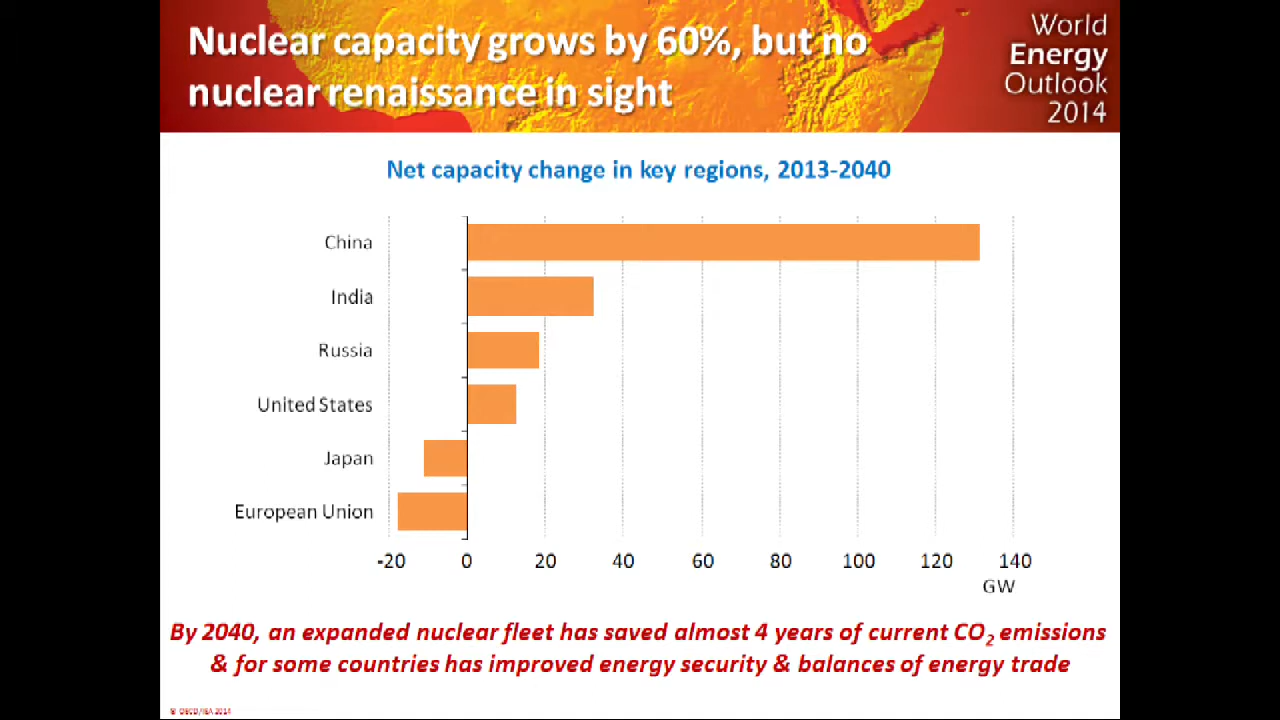 Nuclear capacity grows by 60%, but no
nuclear renaissance in sight
World
Energy
Outlook
2014
Net capacity change in key regions, 2013-2040
China
India
Russia
United States
Japan
European Union
-20 0 20 40 60 80 100 120 140
GW
By 2040, an expanded nuclear fleet has saved almost 4 years of current CO₂ emissions
& for some countries has improved energy security & balances of energy trade
© OECD/IEA 2014